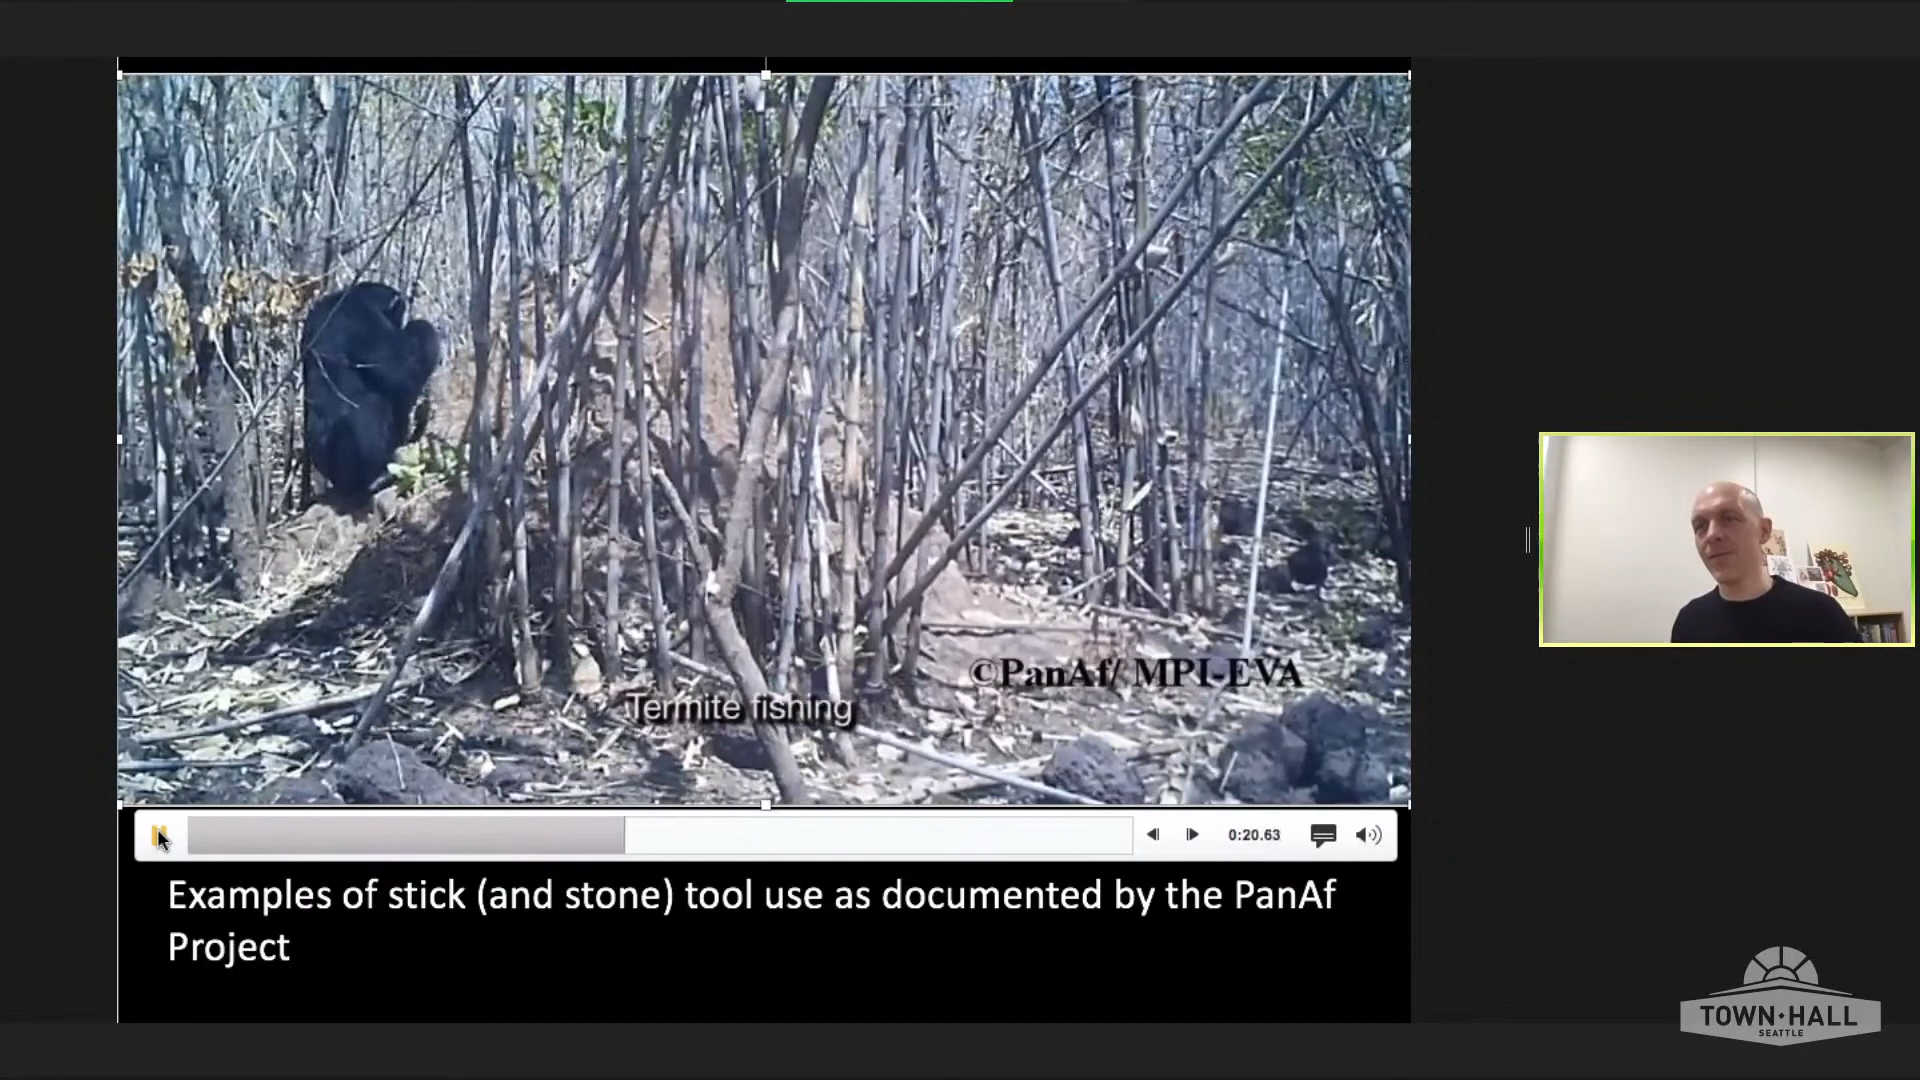 ©PanAf/ MPI-EVA
Termite fishing
0:20.63
Examples of stick (and stone) tool use as documented by the PanAf
Project
TOWN·HALL
SEATTLE